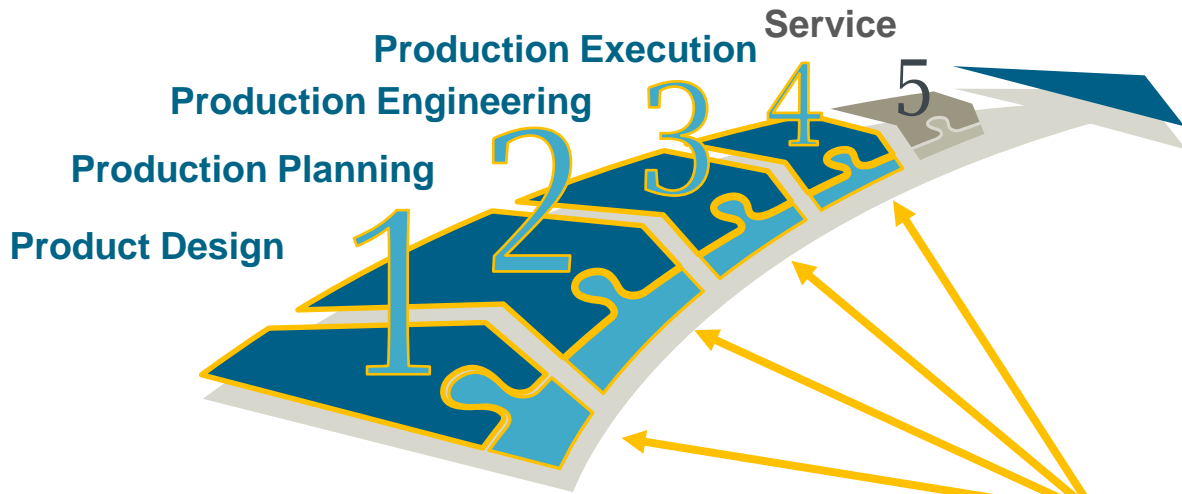 Service
5
Production Execution
4
Production Engineering
3
Production Planning
2
Product Design
1